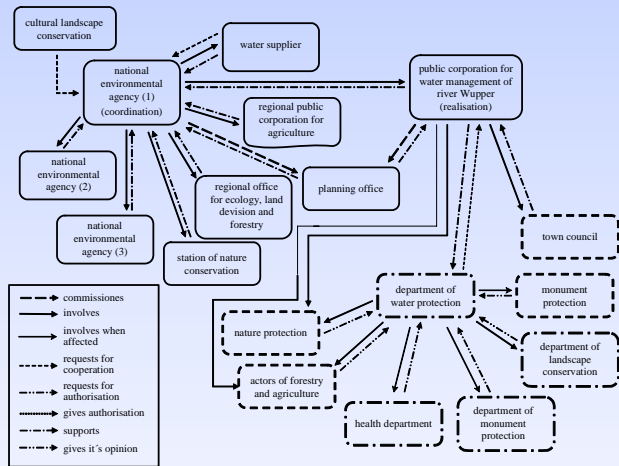 cultural landscape
conservation
water supplier
national
environmental
agency (1)
(coordination)
public corporation for
water management of
river Wupper
(realisation)
regional public
corporation for
agriculture
national
environmental
agency (2)
regional office
for ecology, land
devision and
forestry
planning office
national
environmental
agency (3)
station of nature
conservation
town council
department of
water protection
monument
protection
nature protection
department of
landscape
conservation
actors of forestry
and agriculture
health department
department of
monument
protection
commissiones
involves
involves when
affected
requests for
cooperation
requests for
authorisation
gives authorisation
supports
gives it´s opinion